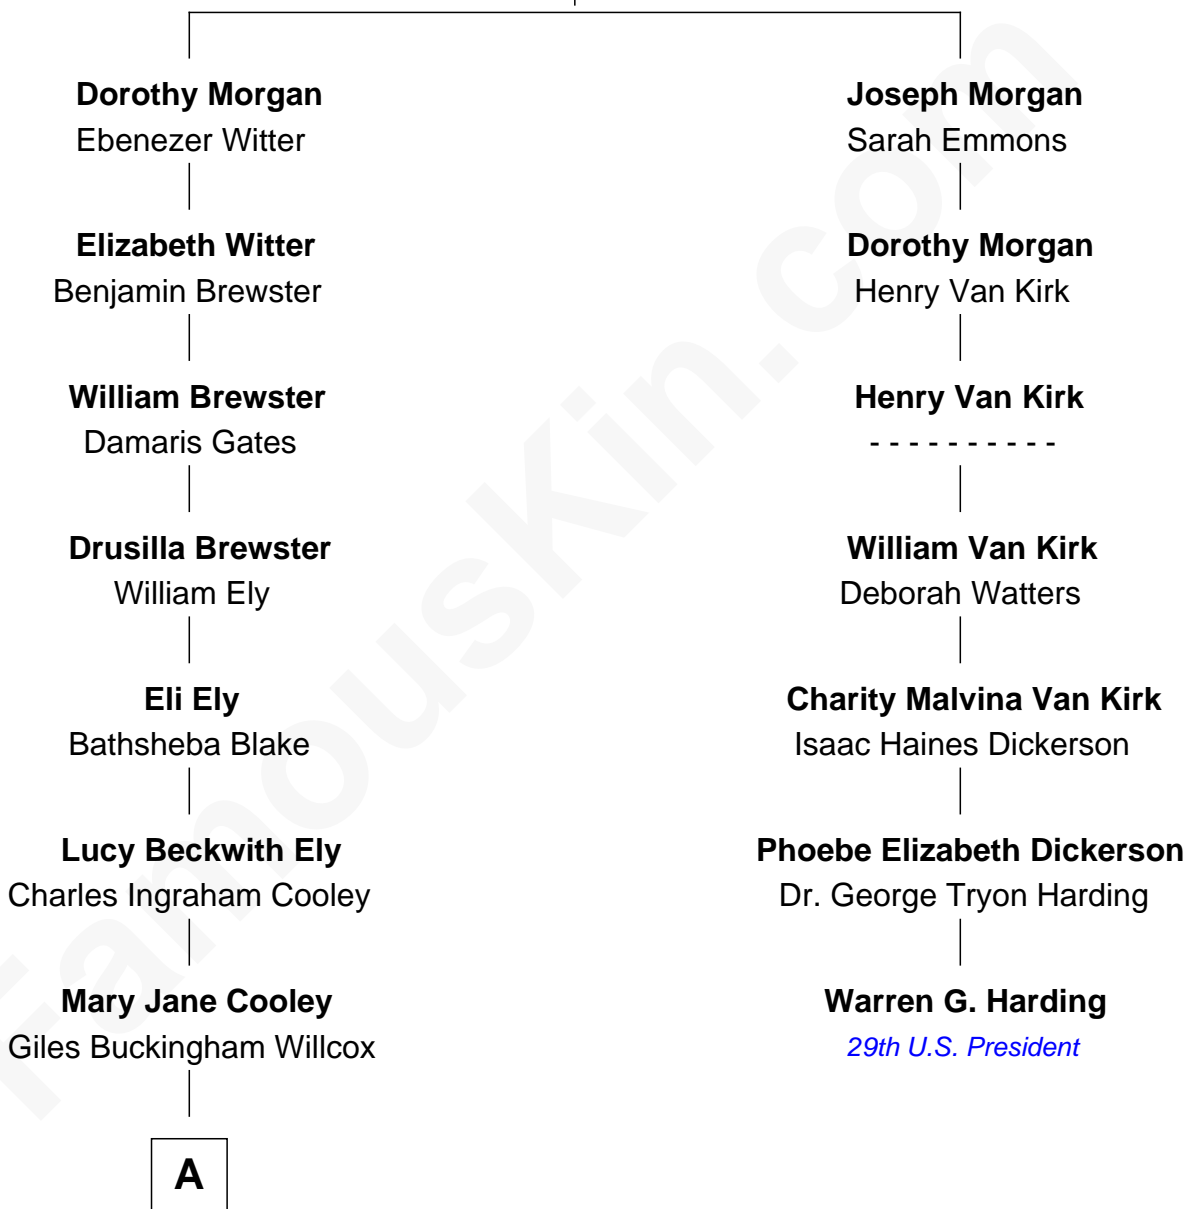 Dorothy Morgan
Ebenezer Witter
Joseph Morgan
Sarah Emmons
Elizabeth Witter
Benjamin Brewster
Dorothy Morgan
Henry Van Kirk
William Brewster
Damaris Gates
Henry Van Kirk
- - - - - - - - - -
Drusilla Brewster
William Ely
William Van Kirk
Deborah Watters
Eli Ely
Bathsheba Blake
Charity Malvina Van Kirk
Isaac Haines Dickerson
Lucy Beckwith Ely
Charles Ingraham Cooley
Phoebe Elizabeth Dickerson
Dr. George Tryon Harding
Mary Jane Cooley
Giles Buckingham Willcox
Warren G. Harding
29th U.S. President
A
FamousKin.com